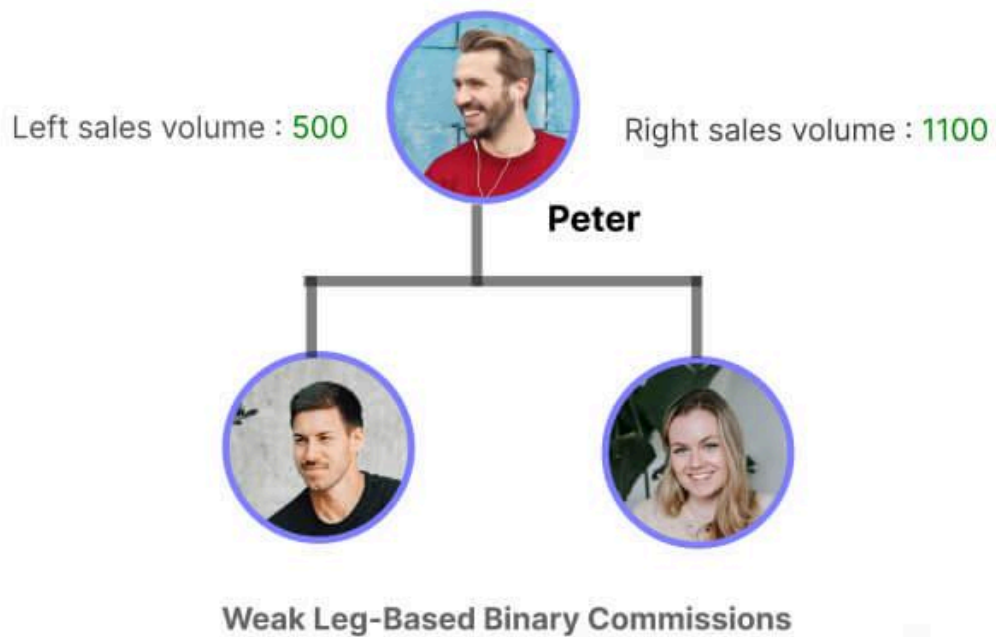 Left sales volume : 500
Right sales volume : 1100
Peter
Weak Leg-Based Binary Commissions